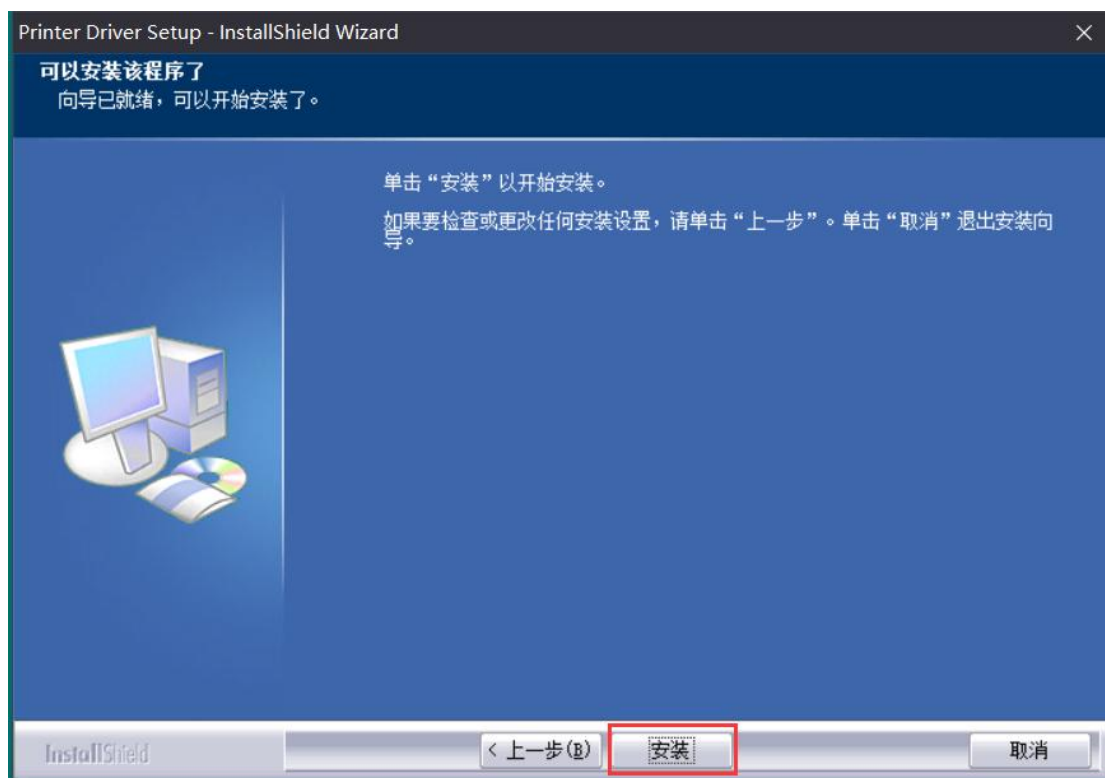 Printer Driver Setup - InstallShield Wizard
可以安装该程序了
向导已就绪，可以开始安装了。
单击“安装”以开始安装。
如果要检查或更改任何安装设置，请单击“上一步”。单击“取消”退出安装向
导。
InstallShield
< 上一步(B)
安装
取消